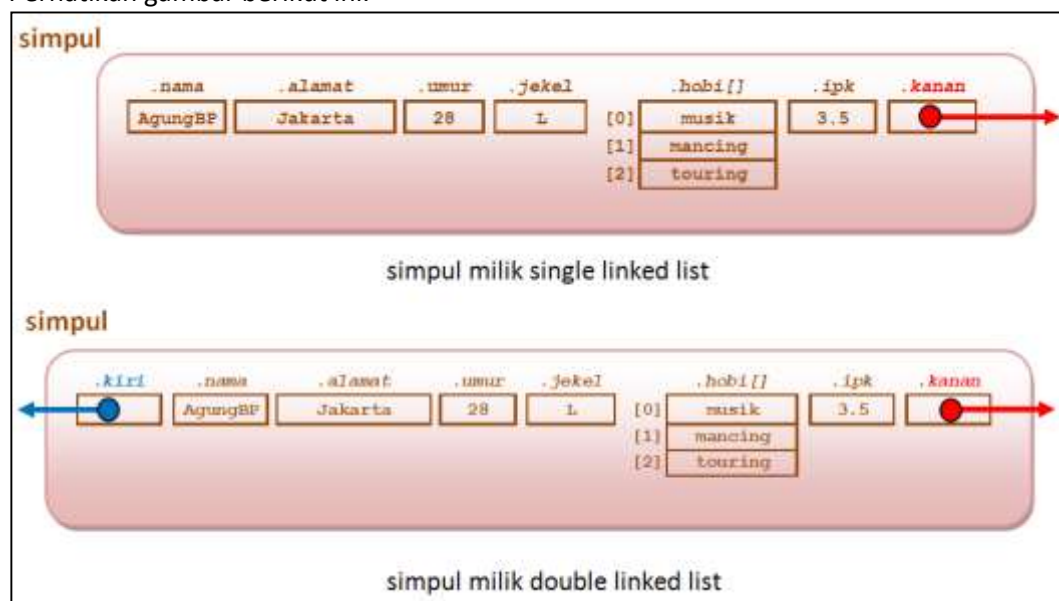 Perhatikan gambar berikut ini.
simpul
.nama .alamat .umur .jekel .hobi[] .ipk .kanan
AgungBP Jakarta 28 L [0] musik 3.5
[1] mancing
[2] touring
simpul milik single linked list
simpul
.kiri .nama .alamat .umur .jekel .hobi[] .ipk .kanan
AgungBP Jakarta 28 L [0] musik 3.5
[1] mancing
[2] touring
simpul milik double linked list